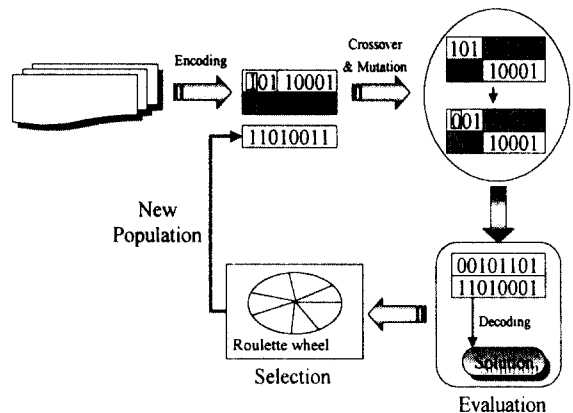 Encoding
Crossover
& Mutation
101 10001
11010011
101
10001
001
10001
New
Population
00101101
11010001
Decoding
Solution
Roulette wheel
Selection
Evaluation